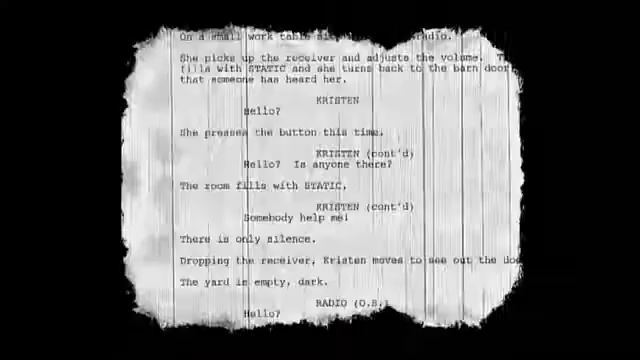 On a small work table radio.
She picks up the receiver and adjusts the volume.
fills with STATIC and she turns back to the barn door
that someone has heard her.
KRISTEN
Hello?
She presses the button this time.
KRISTEN (cont'd)
Hello? Is anyone there?
The room fills with STATIC.
KRISTEN (cont'd)
Somebody help me!
There is only silence.
Dropping the receiver, Kristen moves to see out the
The yard is empty, dark.
RADIO (O.S.)
Hello?